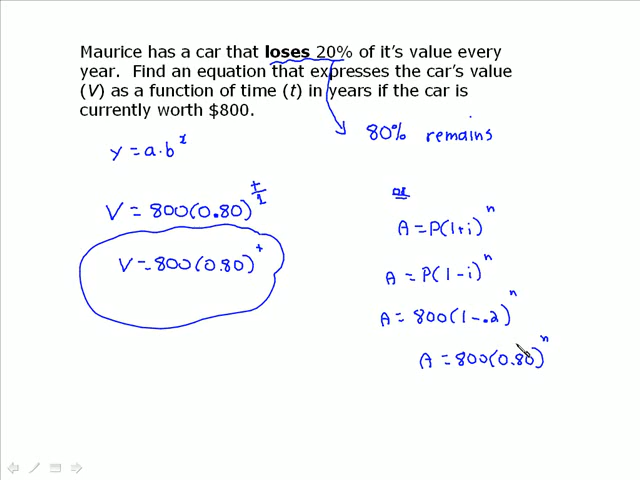 Maurice has a car that loses 20% of it's value every
year. Find an equation that expresses the car's value
(V) as a function of time (t) in years if the car is
currently worth $800.
80% remains
y = a·b^x
V = 800(0.80)^t/1
V = 800(0.80)^t
or
A = P(1+i)^n
A = P(1-i)^n
A = 800(1-.2)^n
A = 800(0.80)^n